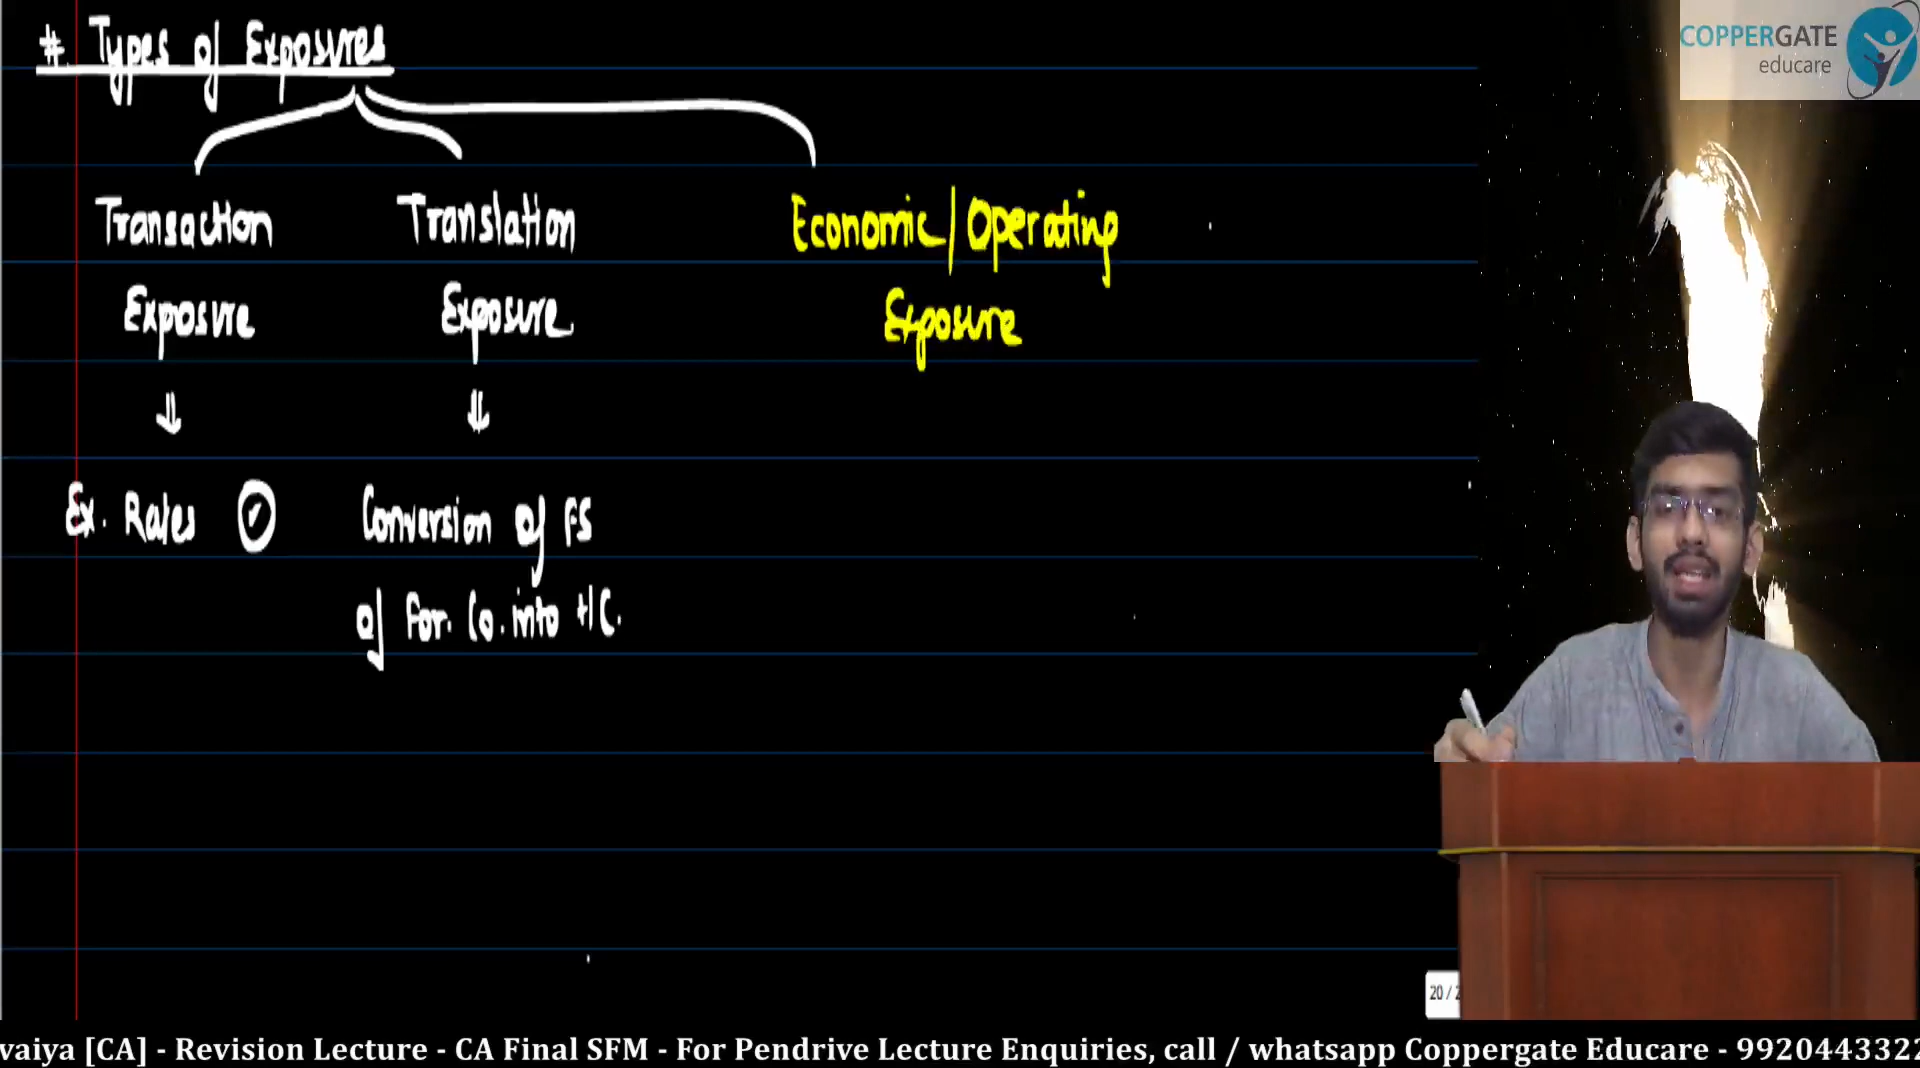 # Types of Exposures
COPPERGATE
educare
Transaction
Exposure
Translation
Exposure
Economic/Operating
Exposure
Ex. Rates
Conversion of FS
of For. Co. into HC.
20 / 2
vaiya [CA] - Revision Lecture - CA Final SFM - For Pendrive Lecture Enquiries, call / whatsapp Coppergate Educare - 9920443322